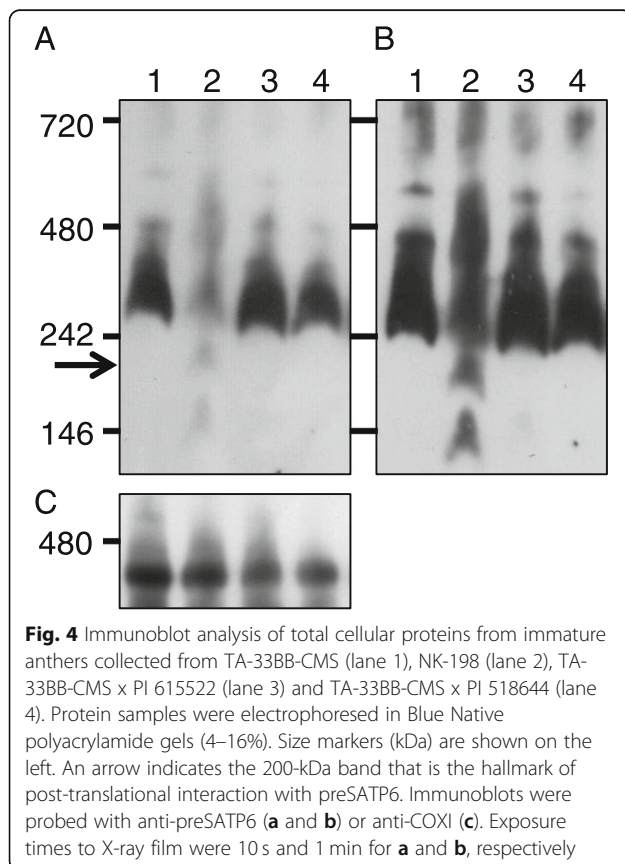 A B
1 2 3 4 1 2 3 4
720
480
242
146
C
480
Fig. 4 Immunoblot analysis of total cellular proteins from immature
anthers collected from TA-33BB-CMS (lane 1), NK-198 (lane 2), TA-
33BB-CMS x PI 615522 (lane 3) and TA-33BB-CMS x PI 518644 (lane
4). Protein samples were electrophoresed in Blue Native
polyacrylamide gels (4–16%). Size markers (kDa) are shown on the
left. An arrow indicates the 200-kDa band that is the hallmark of
post-translational interaction with preSATP6. Immunoblots were
probed with anti-preSATP6 (a and b) or anti-COXI (c). Exposure
times to X-ray film were 10 s and 1 min for a and b, respectively